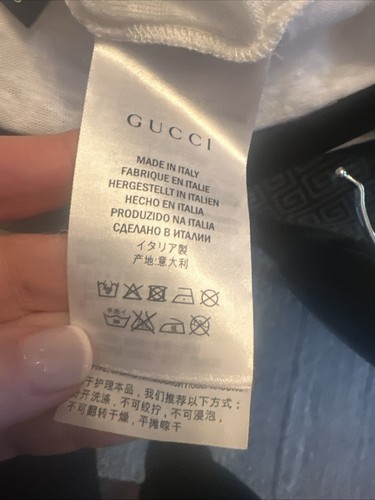 GUCCI
MADE IN ITALY
FABRIQUE EN ITALIE
HERGESTELLT IN ITALIEN
HECHO EN ITALIA
PRODUZIDO NA ITALIA
СДЕЛАНО В ИТАЛИИ
イタリア製
产地:意大利
于护理本品，我们推荐以下方式：
开洗涤，不可绞拧，不可浸泡，
不可翻转干燥，平摊晾干